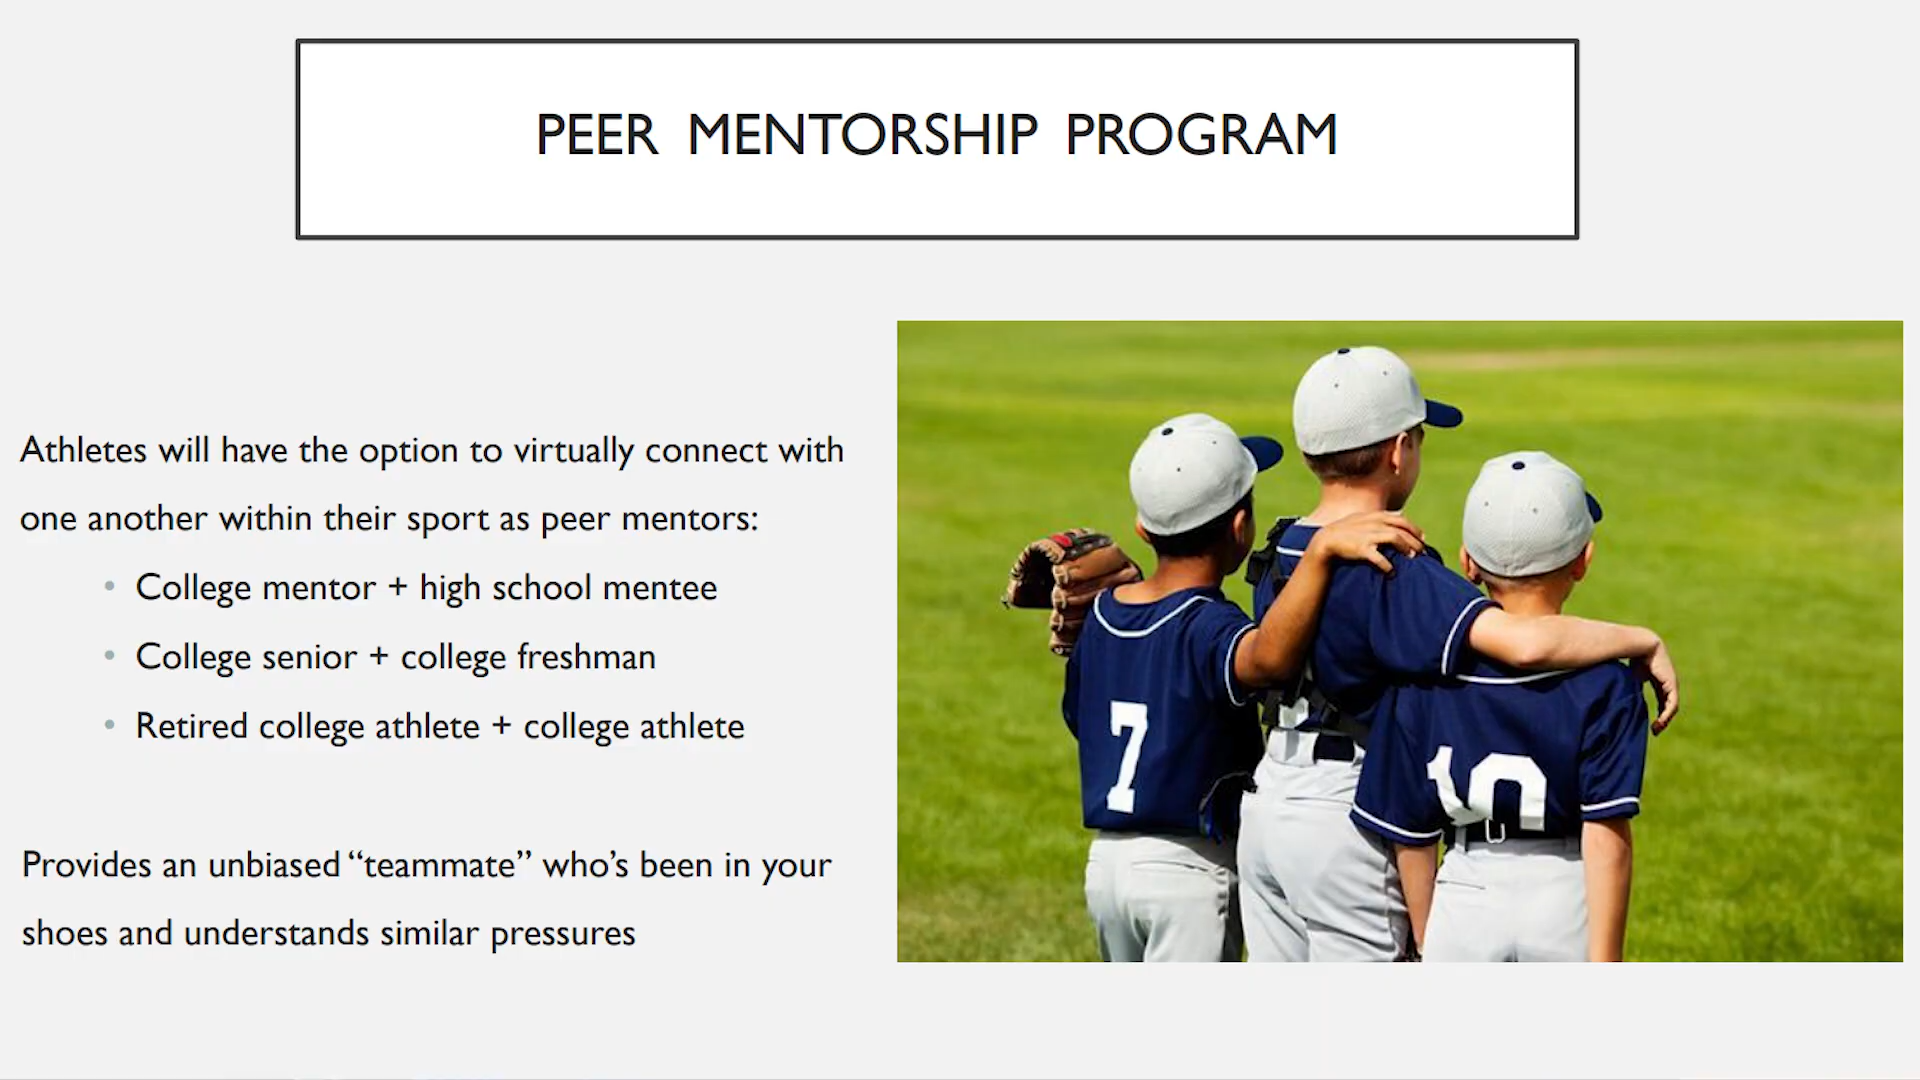 PEER MENTORSHIP PROGRAM
Athletes will have the option to virtually connect with
one another within their sport as peer mentors:
• College mentor + high school mentee
• College senior + college freshman
• Retired college athlete + college athlete
Provides an unbiased “teammate” who’s been in your
shoes and understands similar pressures
7
10